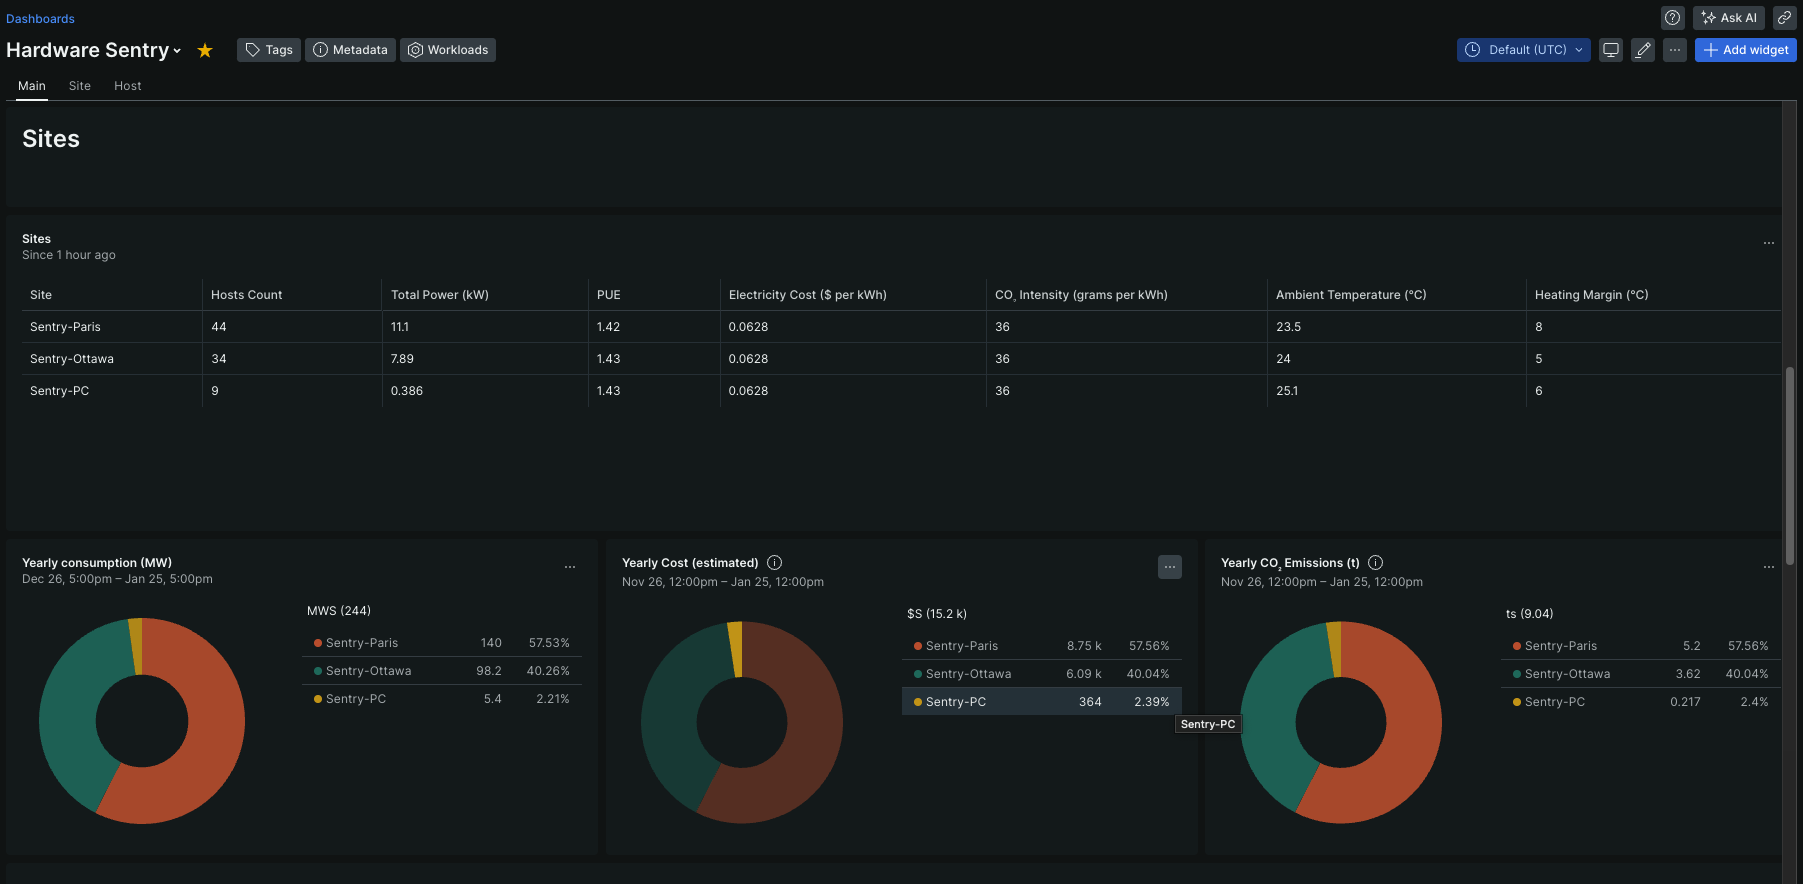 Dashboards
Ask AI
Hardware Sentry
Tags
Metadata
Workloads
Default (UTC)
Add widget
Main
Site
Host
Sites
Sites
Since 1 hour ago
Site Hosts Count Total Power (kW) PUE Electricity Cost ($ per kWh) CO₂ Intensity (grams per kWh) Ambient Temperature (°C) Heating Margin (°C)
Sentry-Paris 44 11.1 1.42 0.0628 36 23.5 8
Sentry-Ottawa 34 7.89 1.43 0.0628 36 24 5
Sentry-PC 9 0.386 1.43 0.0628 36 25.1 6
Yearly consumption (MW)
Dec 26, 5:00pm – Jan 25, 5:00pm
MWS (244)
Sentry-Paris 140 57.53%
Sentry-Ottawa 98.2 40.26%
Sentry-PC 5.4 2.21%
Yearly Cost (estimated)
Nov 26, 12:00pm – Jan 25, 12:00pm
$S (15.2 k)
Sentry-Paris 8.75 k 57.56%
Sentry-Ottawa 6.09 k 40.04%
Sentry-PC 364 2.39%
Sentry-PC
Yearly CO₂ Emissions (t)
Nov 26, 12:00pm – Jan 25, 12:00pm
ts (9.04)
Sentry-Paris 5.2 57.56%
Sentry-Ottawa 3.62 40.04%
Sentry-PC 0.217 2.4%